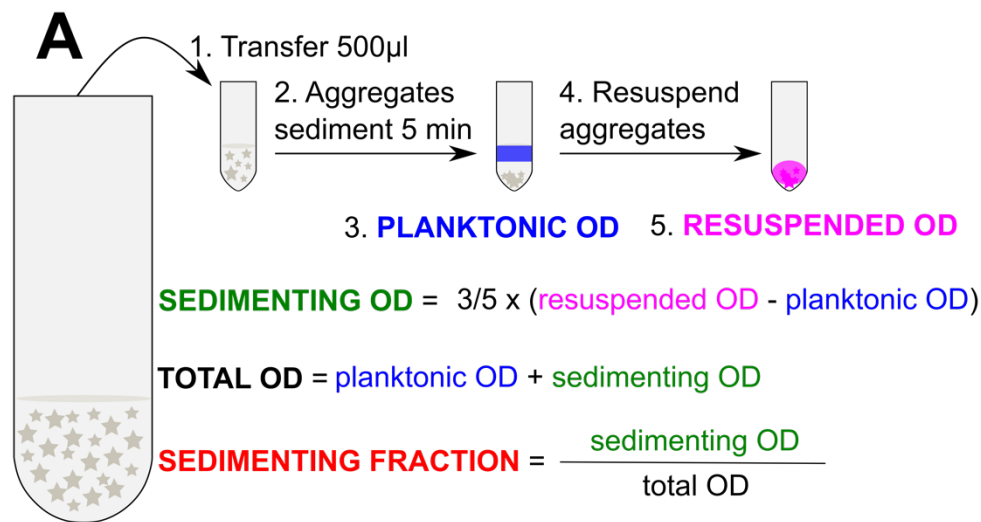 A
1. Transfer 500µl
2. Aggregates
sediment 5 min
4. Resuspend
aggregates
3. PLANKTONIC OD
5. RESUSPENDED OD
SEDIMENTING OD = 3/5 x (resuspended OD - planktonic OD)
TOTAL OD = planktonic OD + sedimenting OD
SEDIMENTING FRACTION = 
sedimenting OD
total OD